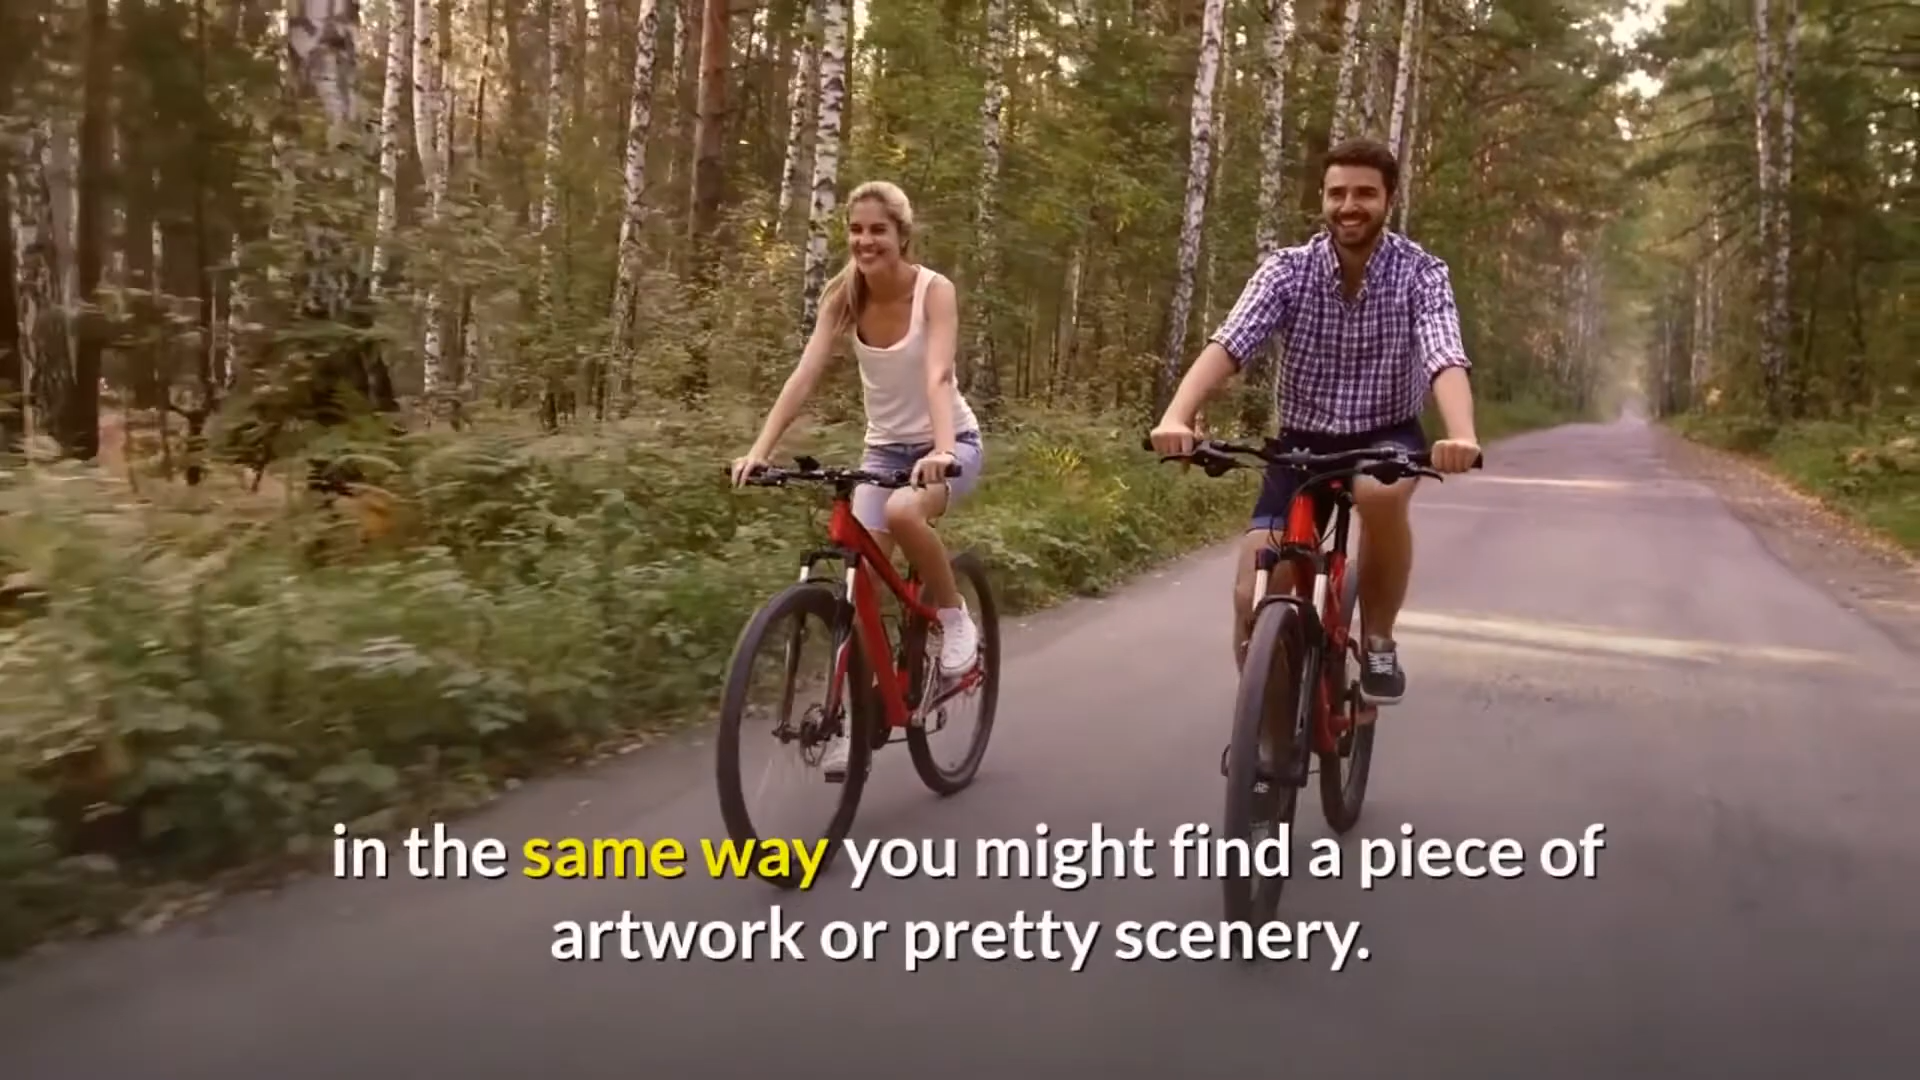 in the same way you might find a piece of
artwork or pretty scenery.